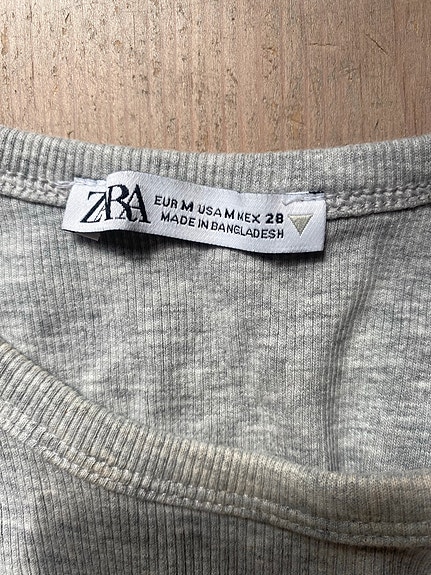 ZARA
EUR M USA M MEX 28
MADE IN BANGLADESH